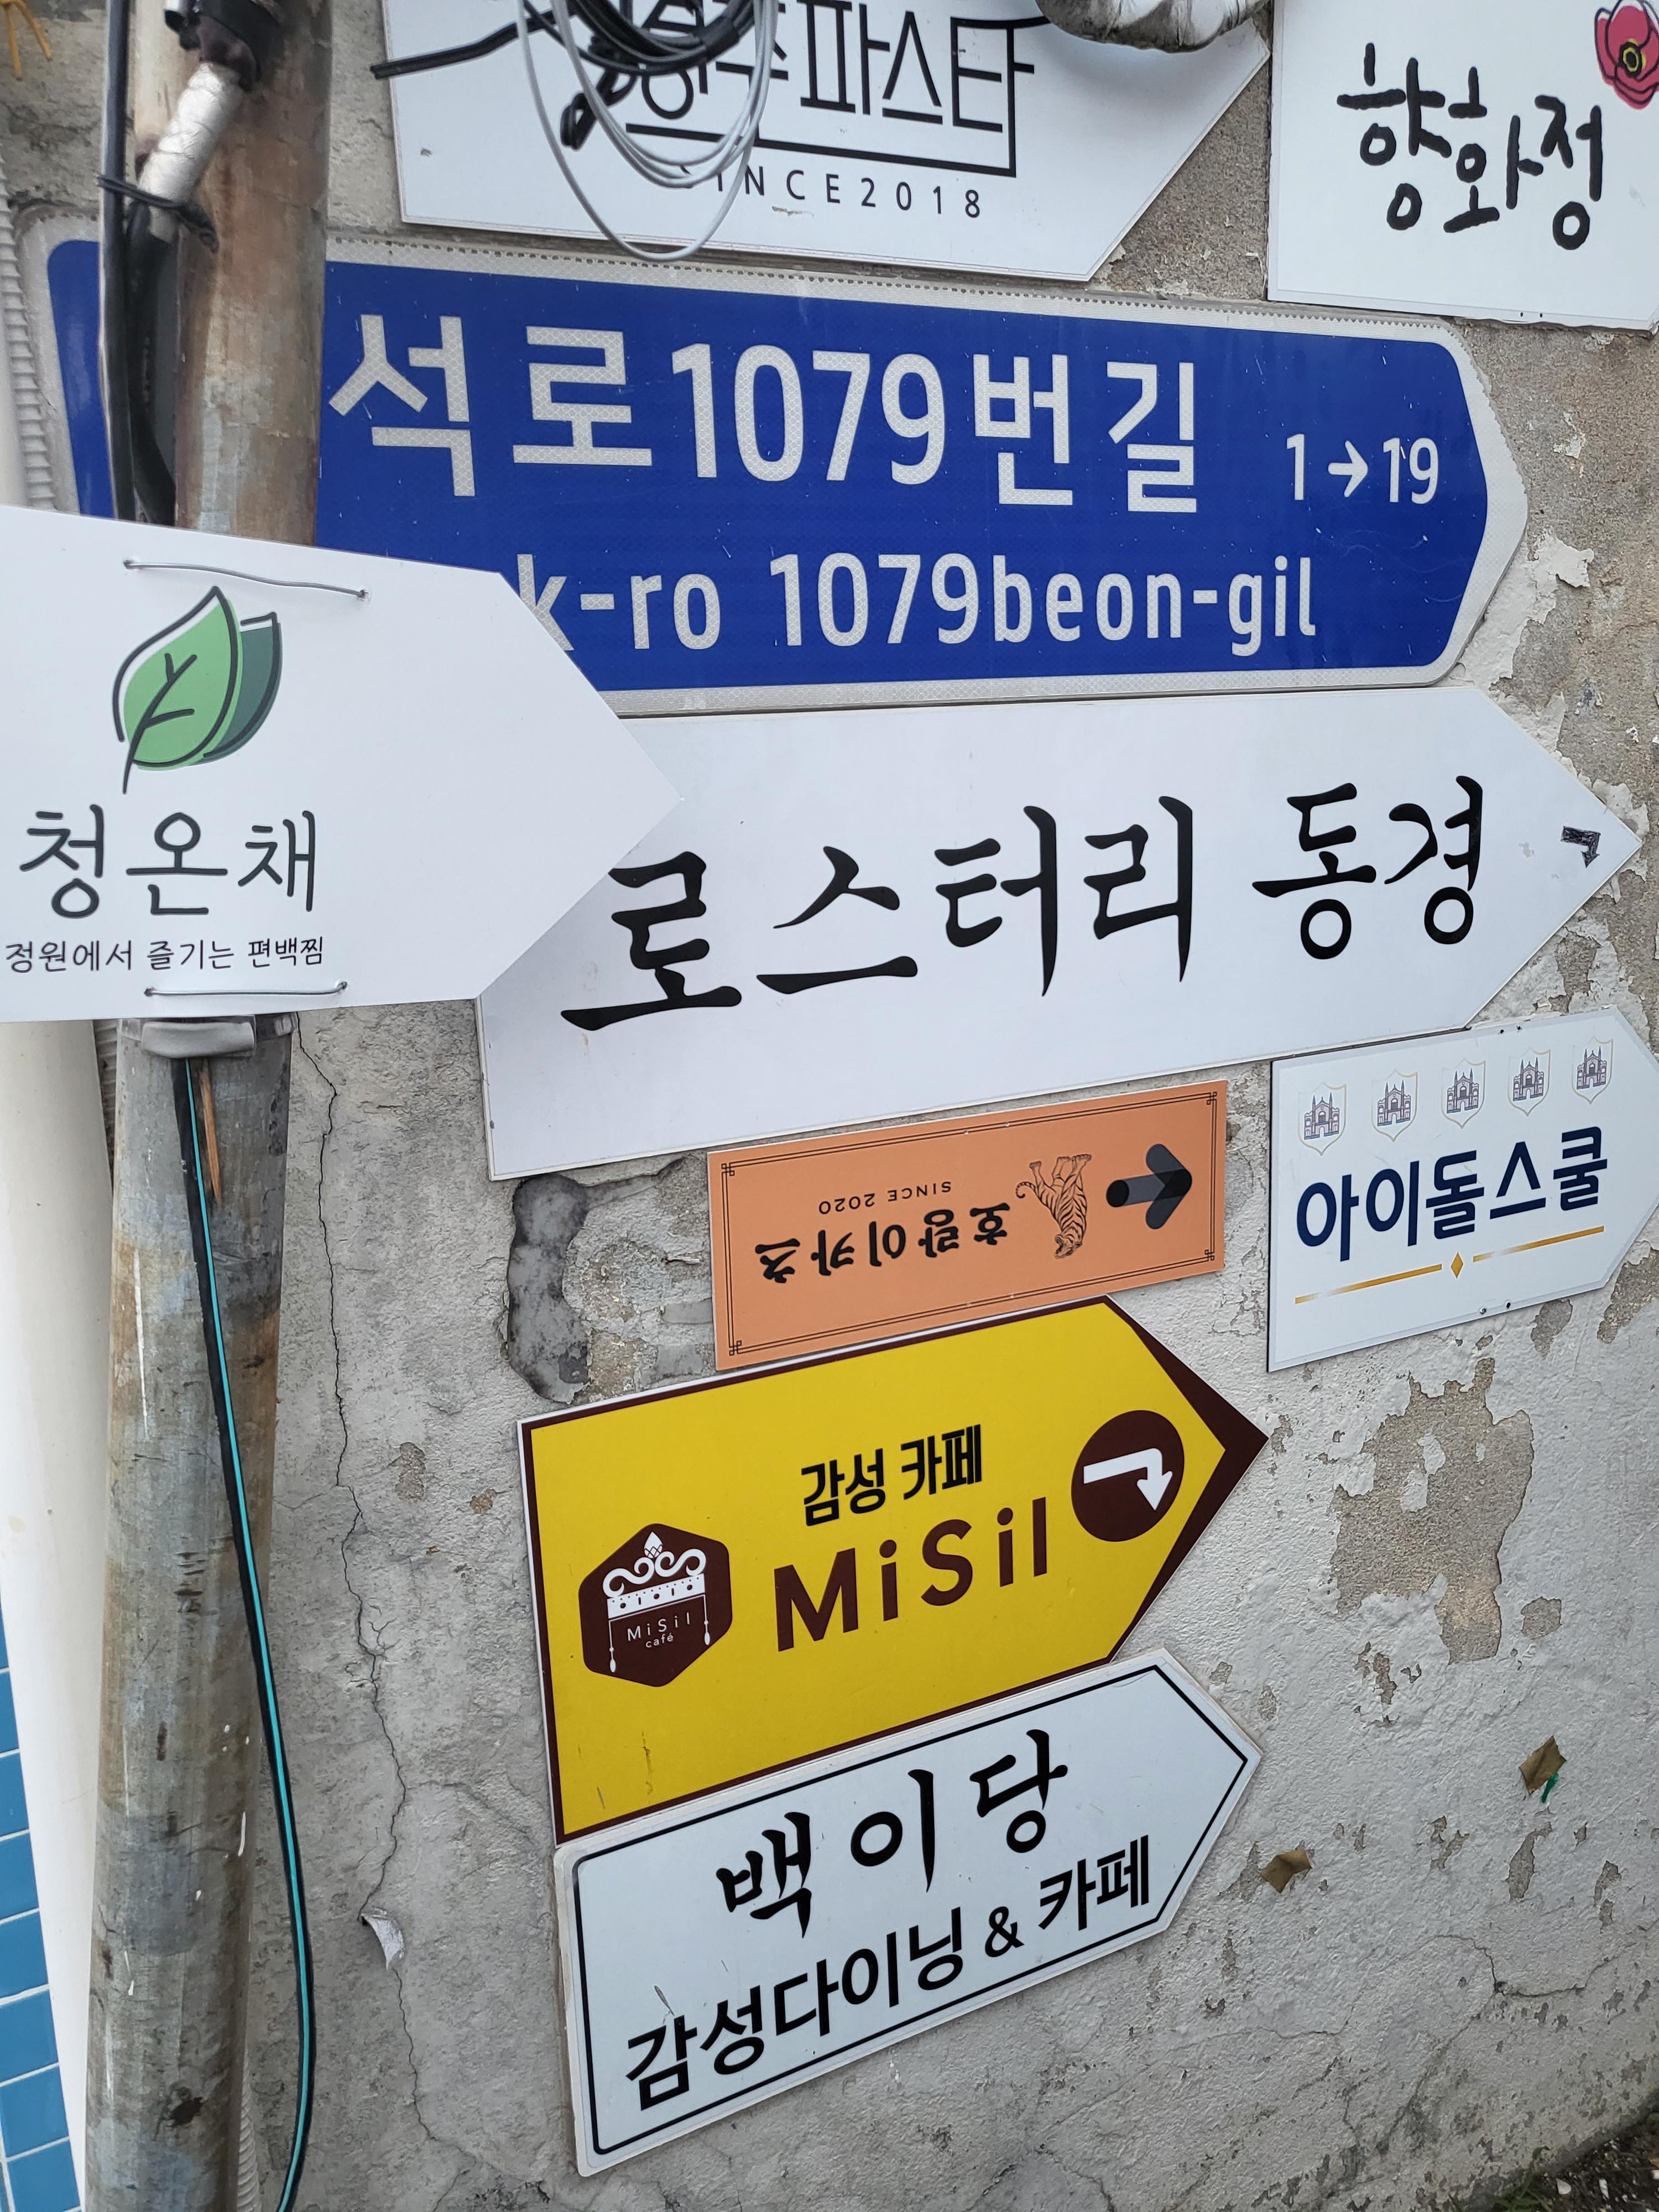 파스타
SINCE2018
향화정
석로1079번길 1→19
k-ro 1079beon-gil
청온채
정원에서 즐기는 편백찜
로스터리 동경
호랑이카츠
SINCE 2020
아이돌스쿨
감성 카페
MiSil
MiSil
café
백이당
감성다이닝 & 카페